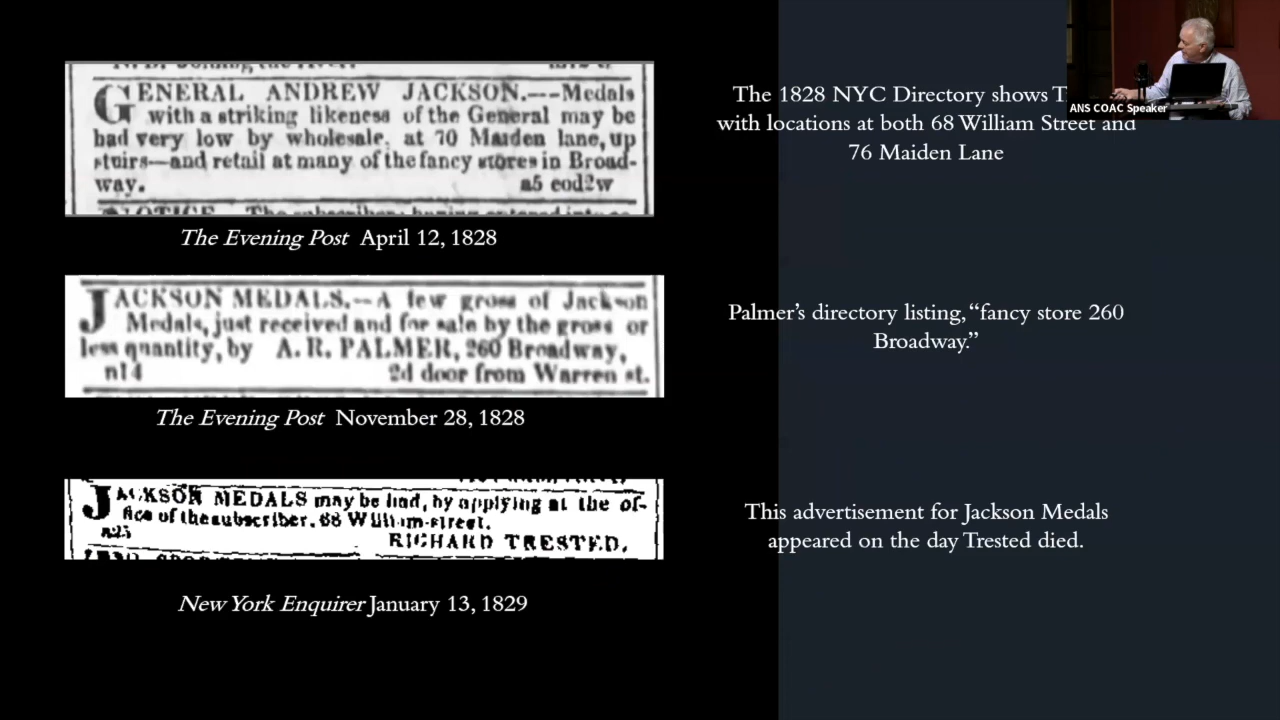 GENERAL ANDREW JACKSON.---Medals
with a striking likeness of the General may be
had very low by wholesale, at 70 Maiden lane, up
stairs—and retail at many of the fancy stores in Broad-
way. a5 eod2w
The Evening Post April 12, 1828
JACKSON MEDALS.—A few gross of Jackson
Medals, just received and for sale by the gross or
less quantity, by A. R. PALMER, 260 Broadway,
n14 2d door from Warren st.
The Evening Post November 28, 1828
JACKSON MEDALS may be had, by applying at the of-
fice of the subscriber, 68 William-street.
n25
RICHARD TRESTED.
New York Enquirer January 13, 1829
The 1828 NYC Directory shows
with locations at both 68 William Street and
76 Maiden Lane
Palmer’s directory listing, “fancy store 260
Broadway.”
This advertisement for Jackson Medals
appeared on the day Trested died.
ANS COAC Speaker